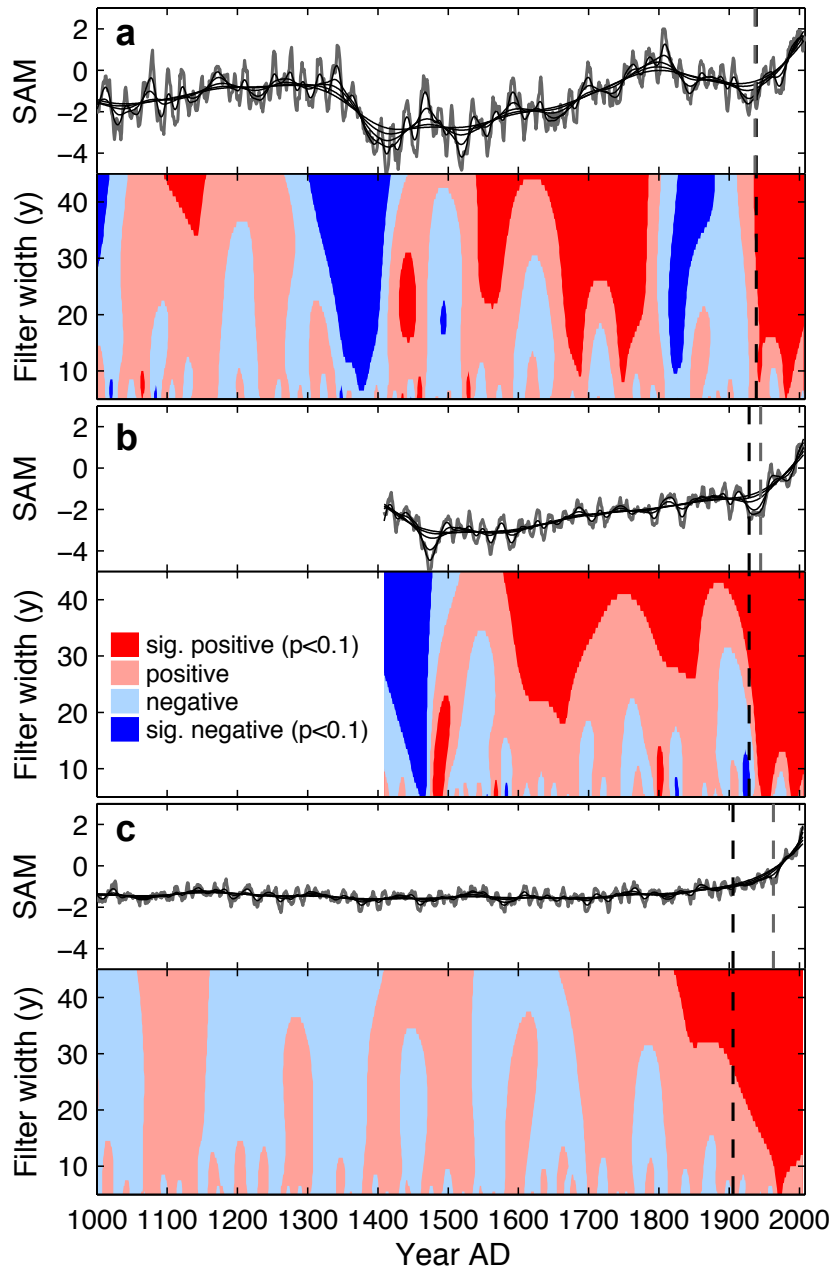 a
SAM
2
0
−2
−4
Filter width (y)
40
30
20
10
b
SAM
2
0
−2
−4
Filter width (y)
40
30
20
10
sig. positive (p<0.1)
positive
negative
sig. negative (p<0.1)
c
SAM
2
0
−2
−4
Filter width (y)
40
30
20
10
1000 1100 1200 1300 1400 1500 1600 1700 1800 1900 2000
Year AD